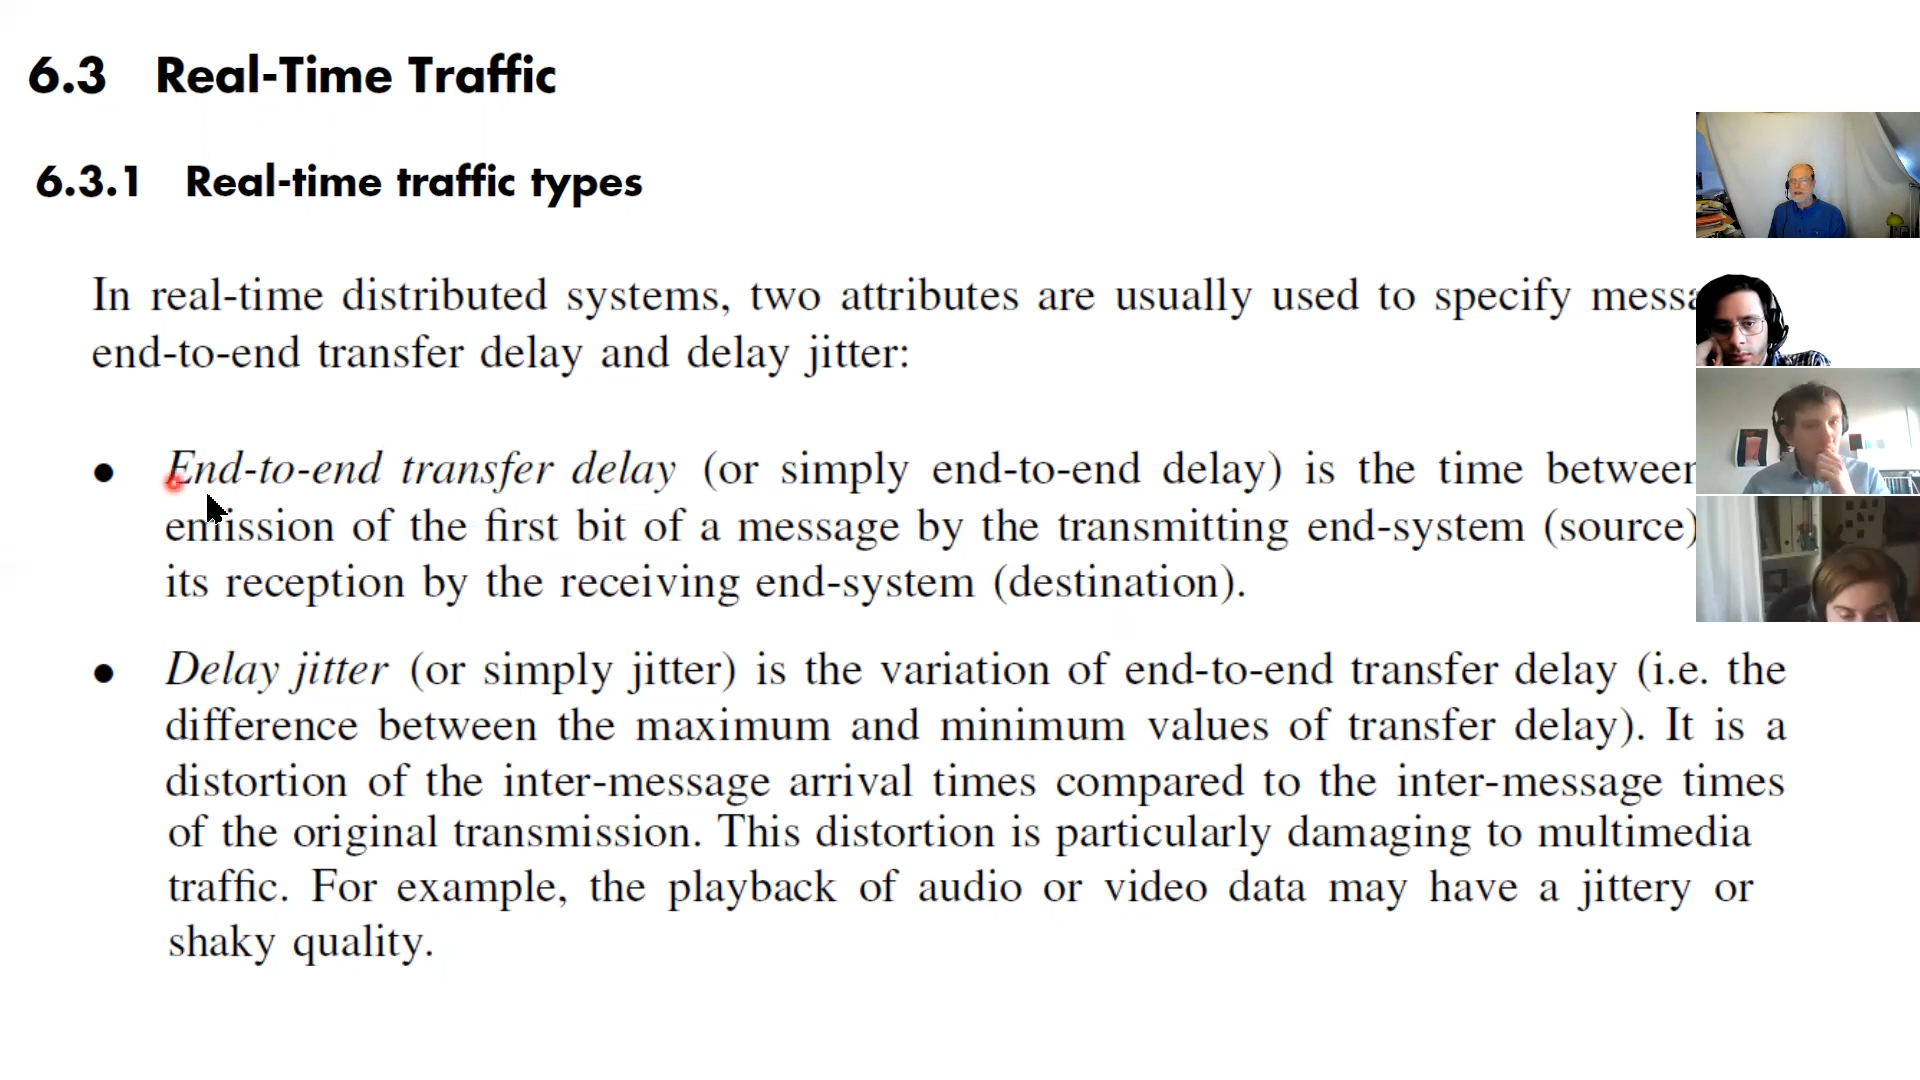 6.3 Real-Time Traffic
6.3.1 Real-time traffic types
In real-time distributed systems, two attributes are usually used to specify
end-to-end transfer delay and delay jitter:
• End-to-end transfer delay (or simply end-to-end delay) is the time between
emission of the first bit of a message by the transmitting end-system (source)
its reception by the receiving end-system (destination).
• Delay jitter (or simply jitter) is the variation of end-to-end transfer delay (i.e. the
difference between the maximum and minimum values of transfer delay). It is a
distortion of the inter-message arrival times compared to the inter-message times
of the original transmission. This distortion is particularly damaging to multimedia
traffic. For example, the playback of audio or video data may have a jittery or
shaky quality.